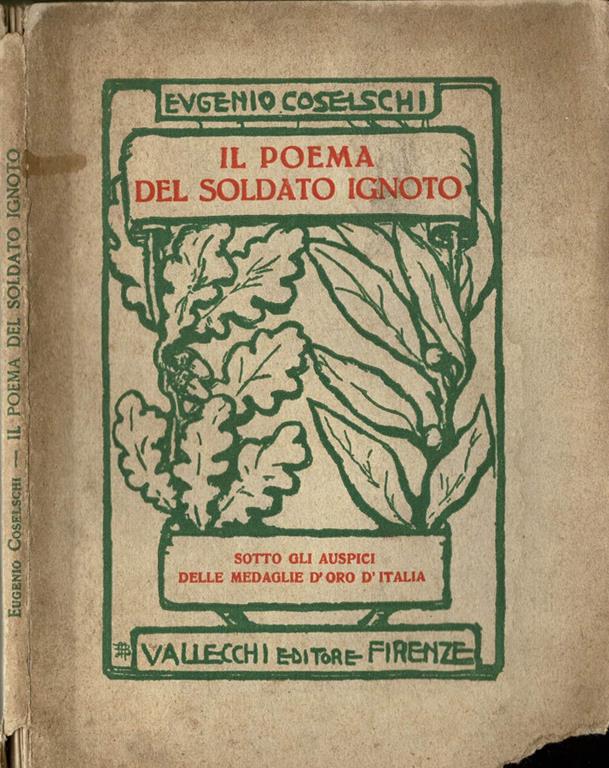 EVGENIO COSELSCHI
IL POEMA
DEL SOLDATO IGNOTO
SOTTO GLI AUSPICI
DELLE MEDAGLIE D'ORO D'ITALIA
VALLECCHI EDITORE FIRENZE
EUGENIO COSELSCHI — IL POEMA DEL SOLDATO IGNOTO